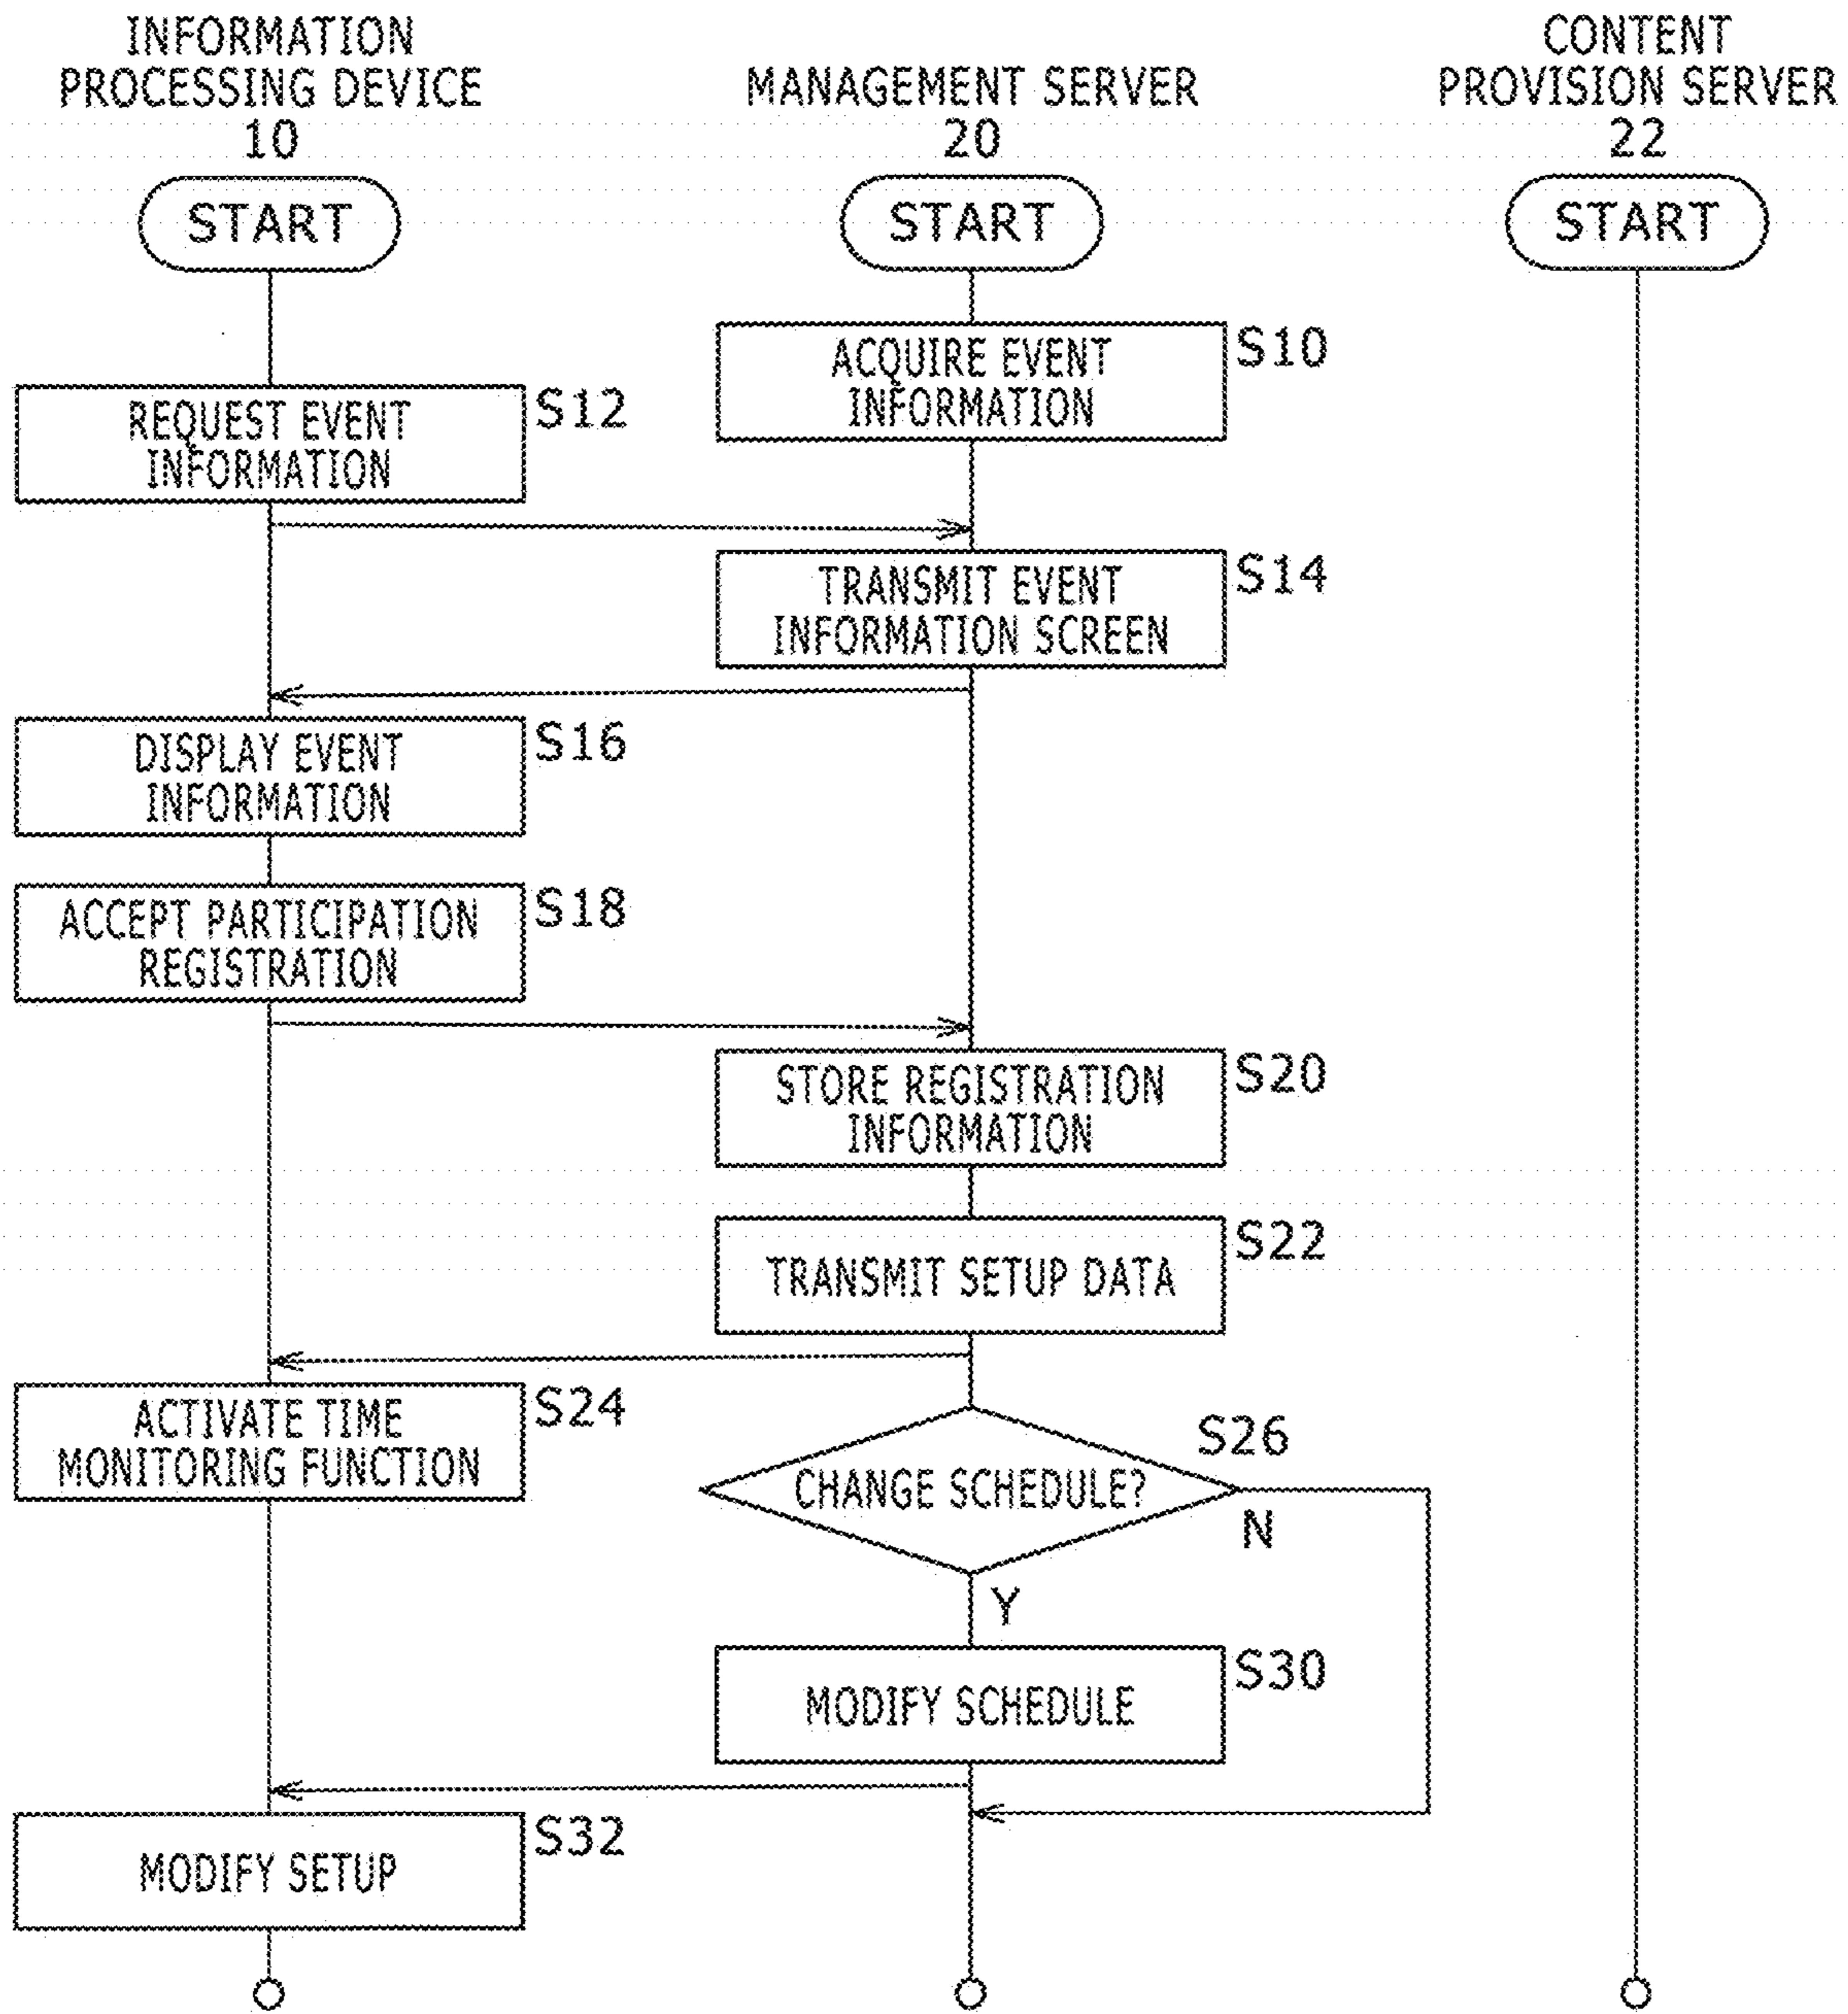 INFORMATION
PROCESSING DEVICE
10
MANAGEMENT SERVER
20
CONTENT
PROVISION SERVER
22
START
START
START
ACQUIRE EVENT
INFORMATION
S10
REQUEST EVENT
INFORMATION
S12
TRANSMIT EVENT
INFORMATION SCREEN
S14
DISPLAY EVENT
INFORMATION
S16
ACCEPT PARTICIPATION
REGISTRATION
S18
STORE REGISTRATION
INFORMATION
S20
TRANSMIT SETUP DATA
S22
ACTIVATE TIME
MONITORING FUNCTION
S24
CHANGE SCHEDULE?
S26
N
Y
MODIFY SCHEDULE
S30
MODIFY SETUP
S32